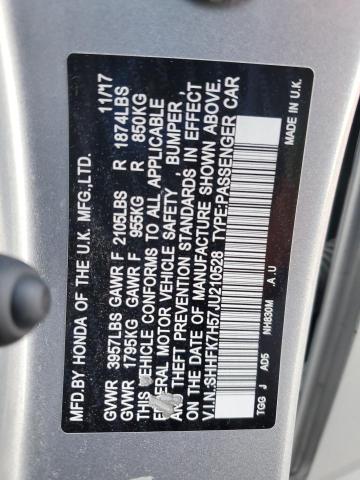 MFD.BY HONDA OF THE U.K. MFG.,LTD. 11/17
GVWR 3957LBS GAWR F 2105LBS R 1874LBS
GVWR 1795KG GAWR F 955KG R 850KG
THIS VEHICLE CONFORMS TO ALL APPLICABLE
FEDERAL MOTOR VEHICLE SAFETY , BUMPER ,
AND THEFT PREVENTION STANDARDS IN EFFECT
ON THE DATE OF MANUFACTURE SHOWN ABOVE.
V.I.N.:SHHFK7H57JU210528 TYPE:PASSENGER CAR
TGG J AD5 NH830M .A.U MADE IN U.K